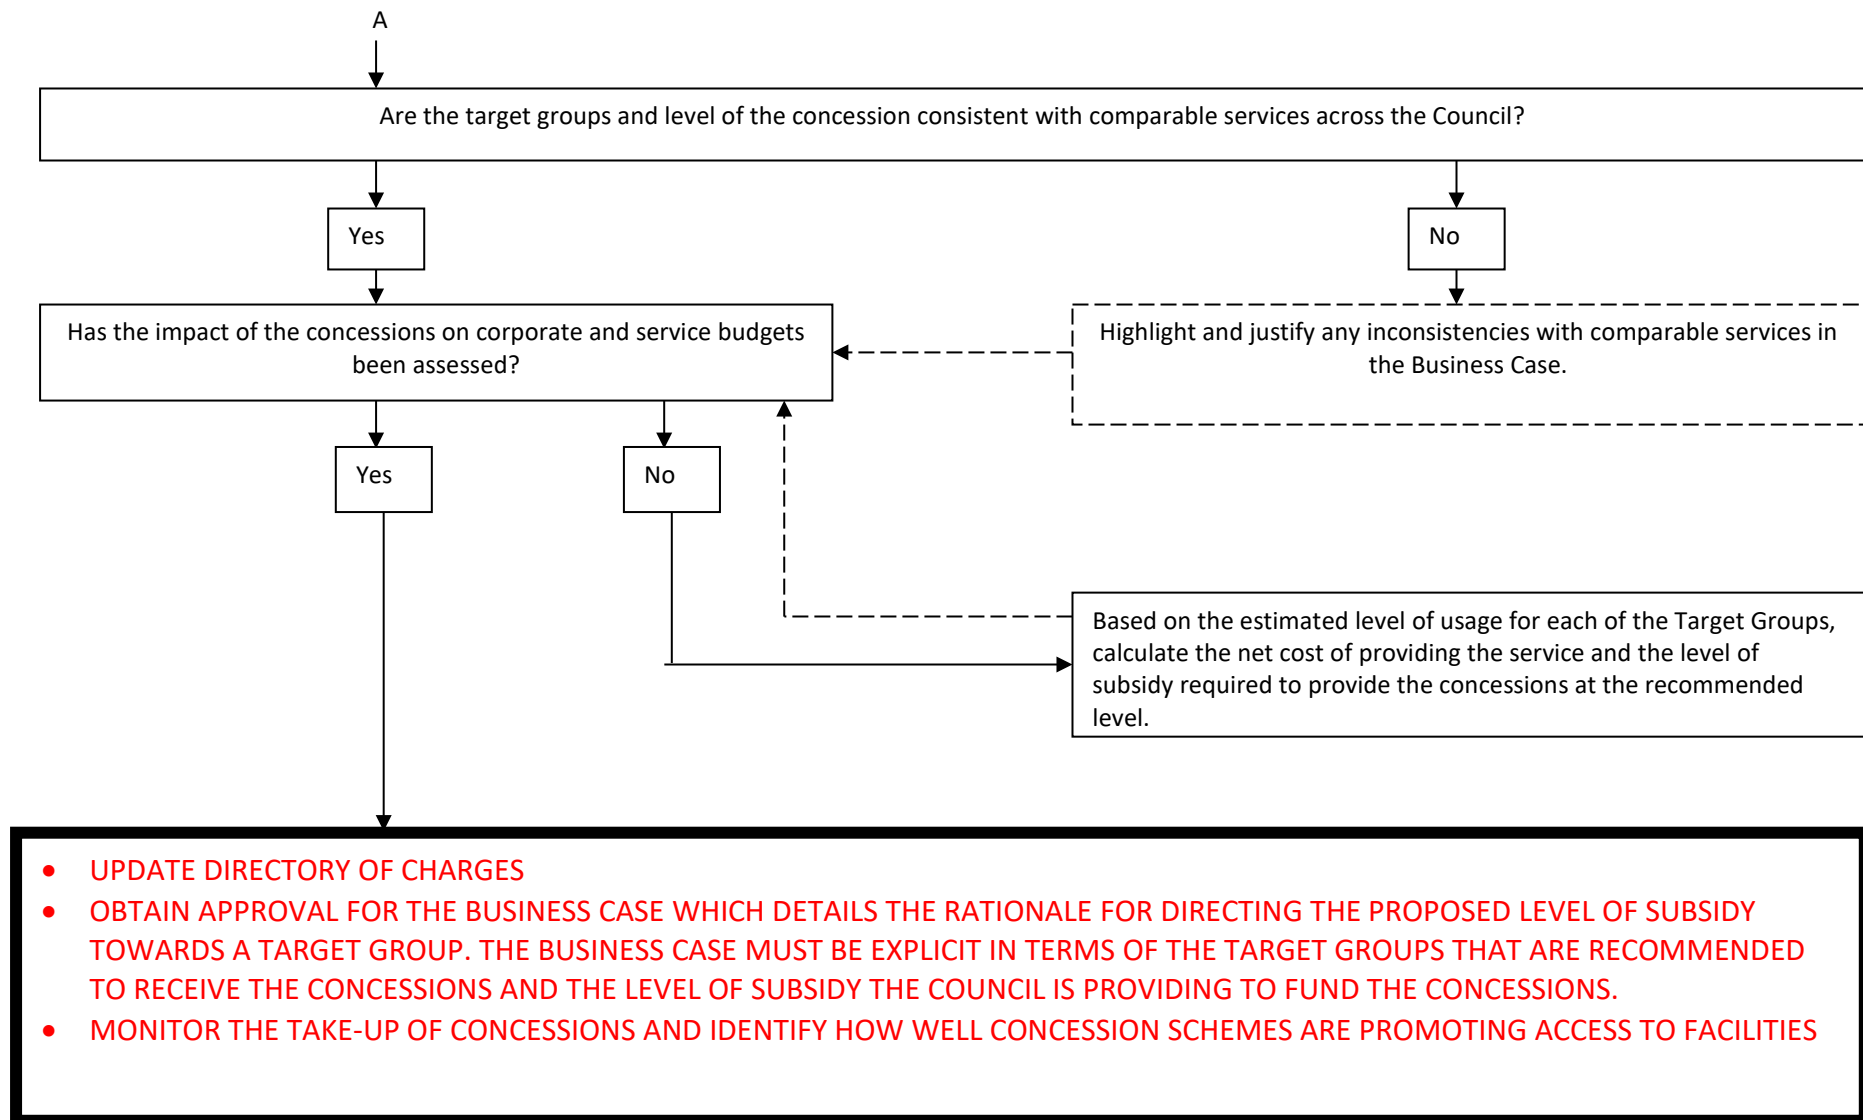 A
Are the target groups and level of the concession consistent with comparable services across the Council?
Yes
No
Has the impact of the concessions on corporate and service budgets
been assessed?
Highlight and justify any inconsistencies with comparable services in
the Business Case.
Yes
No
Based on the estimated level of usage for each of the Target Groups,
calculate the net cost of providing the service and the level of
subsidy required to provide the concessions at the recommended
level.
• UPDATE DIRECTORY OF CHARGES
• OBTAIN APPROVAL FOR THE BUSINESS CASE WHICH DETAILS THE RATIONALE FOR DIRECTING THE PROPOSED LEVEL OF SUBSIDY
TOWARDS A TARGET GROUP. THE BUSINESS CASE MUST BE EXPLICIT IN TERMS OF THE TARGET GROUPS THAT ARE RECOMMENDED
TO RECEIVE THE CONCESSIONS AND THE LEVEL OF SUBSIDY THE COUNCIL IS PROVIDING TO FUND THE CONCESSIONS.
• MONITOR THE TAKE-UP OF CONCESSIONS AND IDENTIFY HOW WELL CONCESSION SCHEMES ARE PROMOTING ACCESS TO FACILITIES